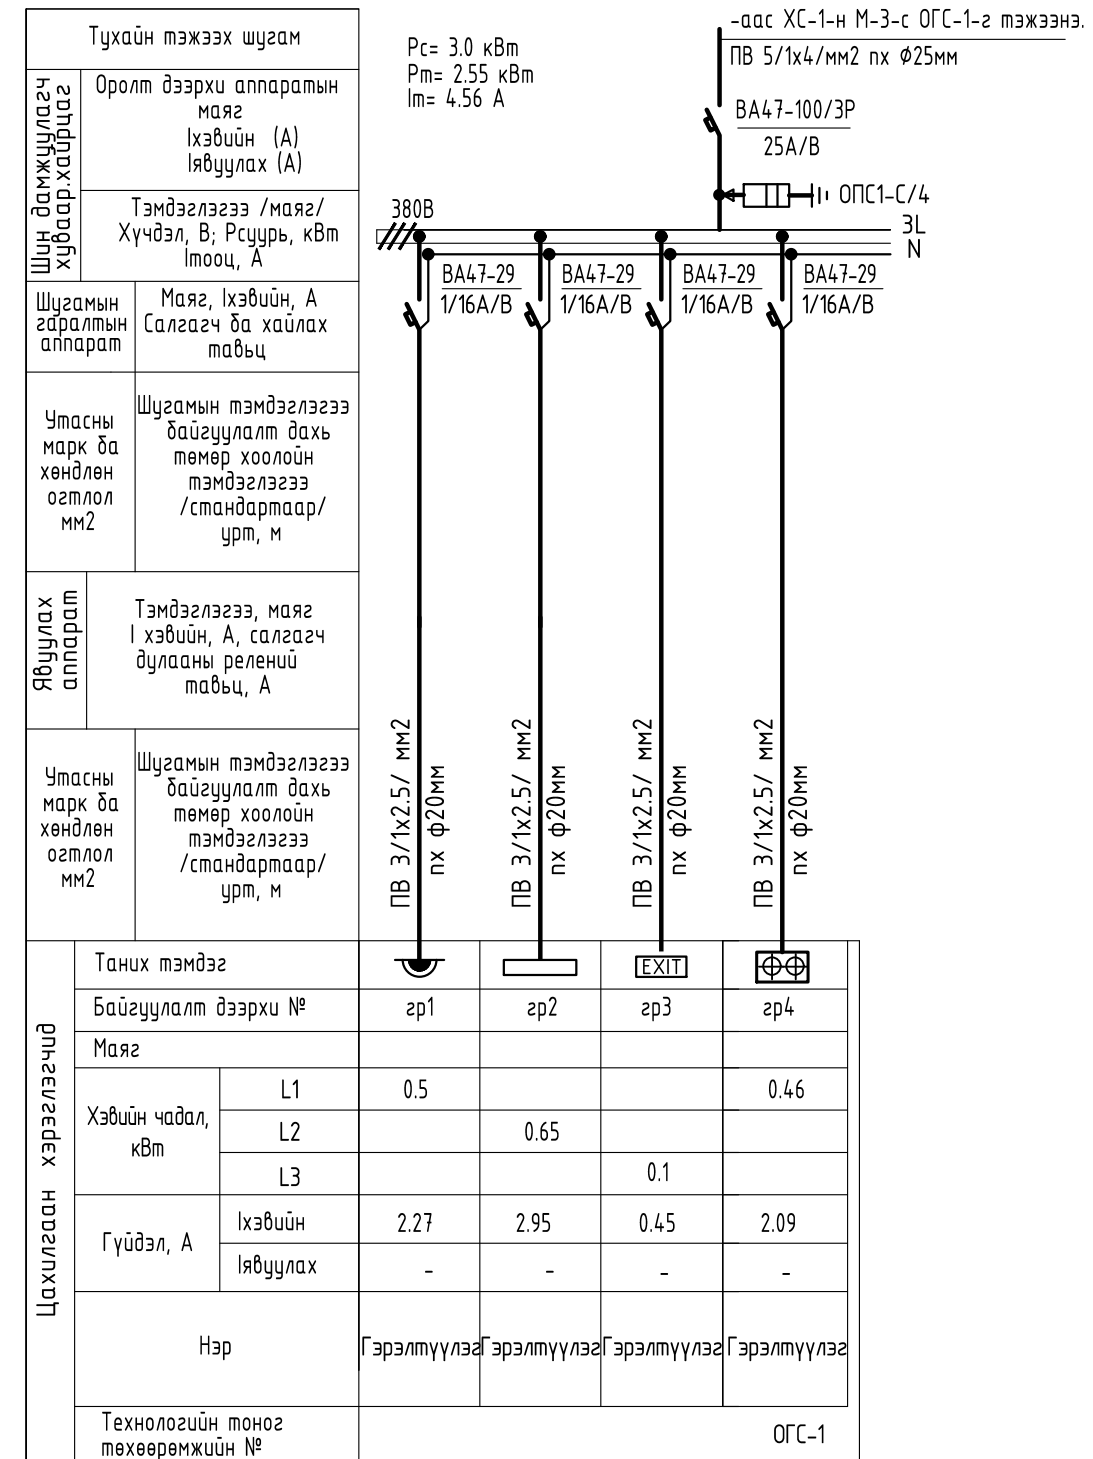 Тухайн тэжээх шугам
Шин дамжуулагч
хуваар.хайрцаг
Оролт дээрхи аппаратын
маяг
Iхэвийн (А)
Iявуулах (А)
Тэмдэглэгээ /маяг/
Хүчдэл, В; Рсуурь, кВт
Iтооц, А
Шугамын
гаралтын
аппарат
Маяг, Iхэвийн, А
Салгагч ба хайлах
тавьц
Утасны
марк ба
хөндлөн
огтлол
мм2
Шугамын тэмдэглэгээ
байгуулалт дахь
төмөр хоолойн
тэмдэглэгээ
/стандартаар/
урт, м
Явуулах
аппарат
Тэмдэглэгээ, маяг
I хэвийн, А, салгагч
дулааны релений
тавьц, А
Утасны
марк ба
хөндлөн
огтлол
мм2
Шугамын тэмдэглэгээ
байгуулалт дахь
төмөр хоолойн
тэмдэглэгээ
/стандартаар/
урт, м
Рс= 3.0 кВт
Рт= 2.55 кВт
Iт= 4.56 А
-аас ХС-1-н М-3-с ОГС-1-г тэжээнэ.
ПВ 5/1х4/мм2 пх Ф25мм
ВА47-100/3Р
25А/В
ОПС1-С/4
380В
3L
N
ВА47-29 ВА47-29 ВА47-29 ВА47-29
1/16А/В 1/16А/В 1/16А/В 1/16А/В
ПВ 3/1х2.5/ мм2
пх ф20мм
ПВ 3/1х2.5/ мм2
пх ф20мм
ПВ 3/1х2.5/ мм2
пх ф20мм
ПВ 3/1х2.5/ мм2
пх ф20мм
Цахилгаан хэрэглэгчид
Таних тэмдэг EXIT
Байгуулалт дээрхи № гр1 гр2 гр3 гр4
Маяг
Хэвийн чадал,
кВт
L1 0.5 0.46
L2 0.65
L3 0.1
Гүйдэл, А
Iхэвийн 2.27 2.95 0.45 2.09
Iявуулах - - - -
Нэр Гэрэлтүүлэг Гэрэлтүүлэг Гэрэлтүүлэг Гэрэлтүүлэг
Технологийн тоног
төхөөрөмжийн №
ОГС-1